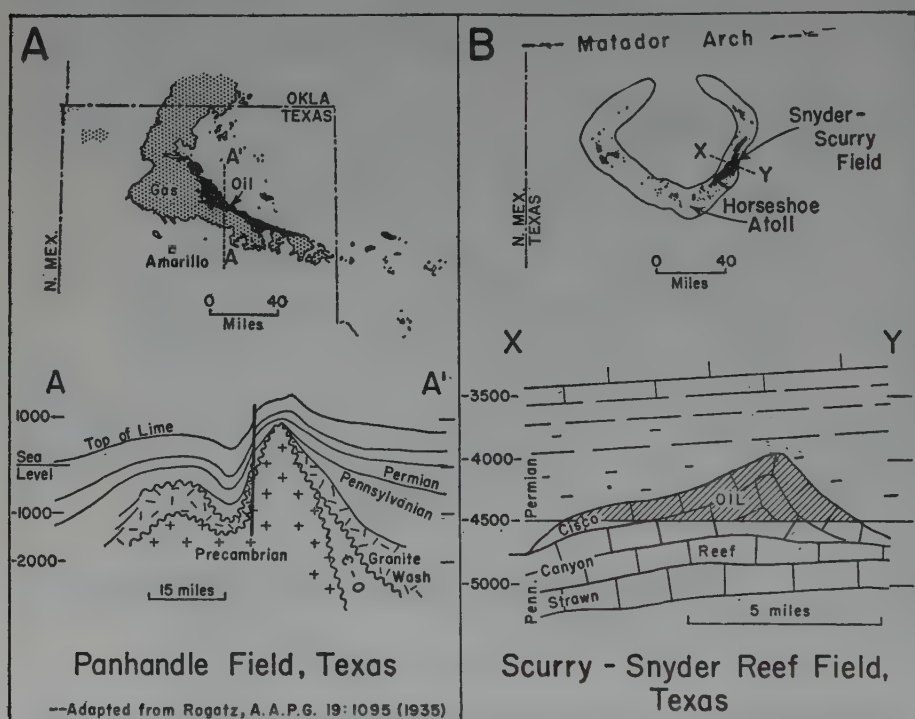 A
OKLA
TEXAS
A'
Oil
Gas
N. MEX.
Amarillo
A
0 40
Miles
A A'
1000
Top of Lime
Sea
Level
Permian
Pennsylvanian
-1000
Precambrian
-2000
Granite
Wash
15 miles
Panhandle Field, Texas
--Adapted from Rogatz, A.A.P.G. 19:1095 (1935)
B
Matador Arch
Snyder-
Scurry
Field
X
Y
N. MEX.
TEXAS
Horseshoe
Atoll
0 40
Miles
X Y
-3500
-4000
Permian
OIL
-4500
Cisco
Canyon
Reef
Penn.
-5000
Strawn
5 miles
Scurry - Snyder Reef Field,
Texas